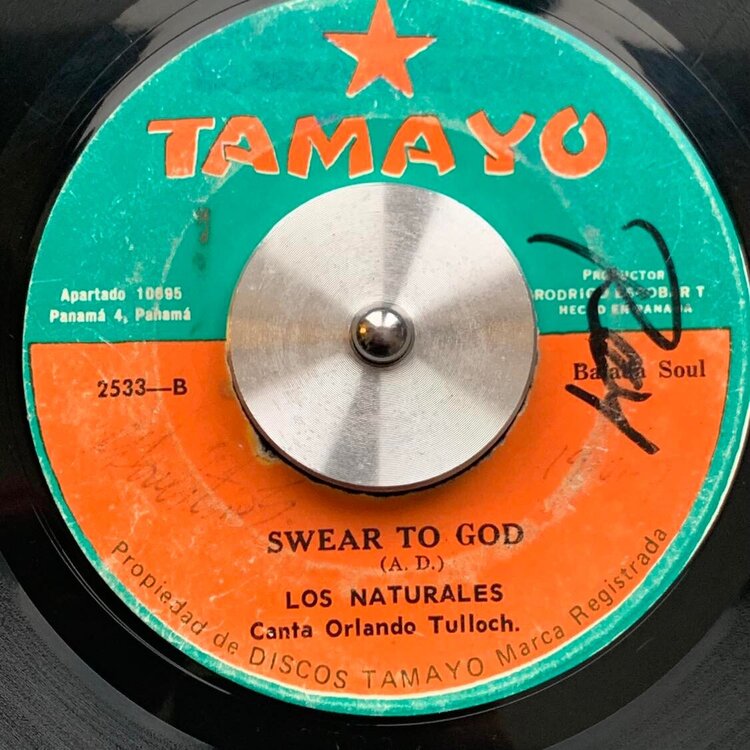 TAMAYO
Apartado 10695
Panamá 4, Panamá
PRODUCTOR
RODRIGO ESCOBAR T
HECHO EN PANAMA
2533—B
Balada Soul
SWEAR TO GOD
(A. D.)
LOS NATURALES
Canta Orlando Tulloch.
Propiedad de DISCOS TAMAYO Marca Registrada